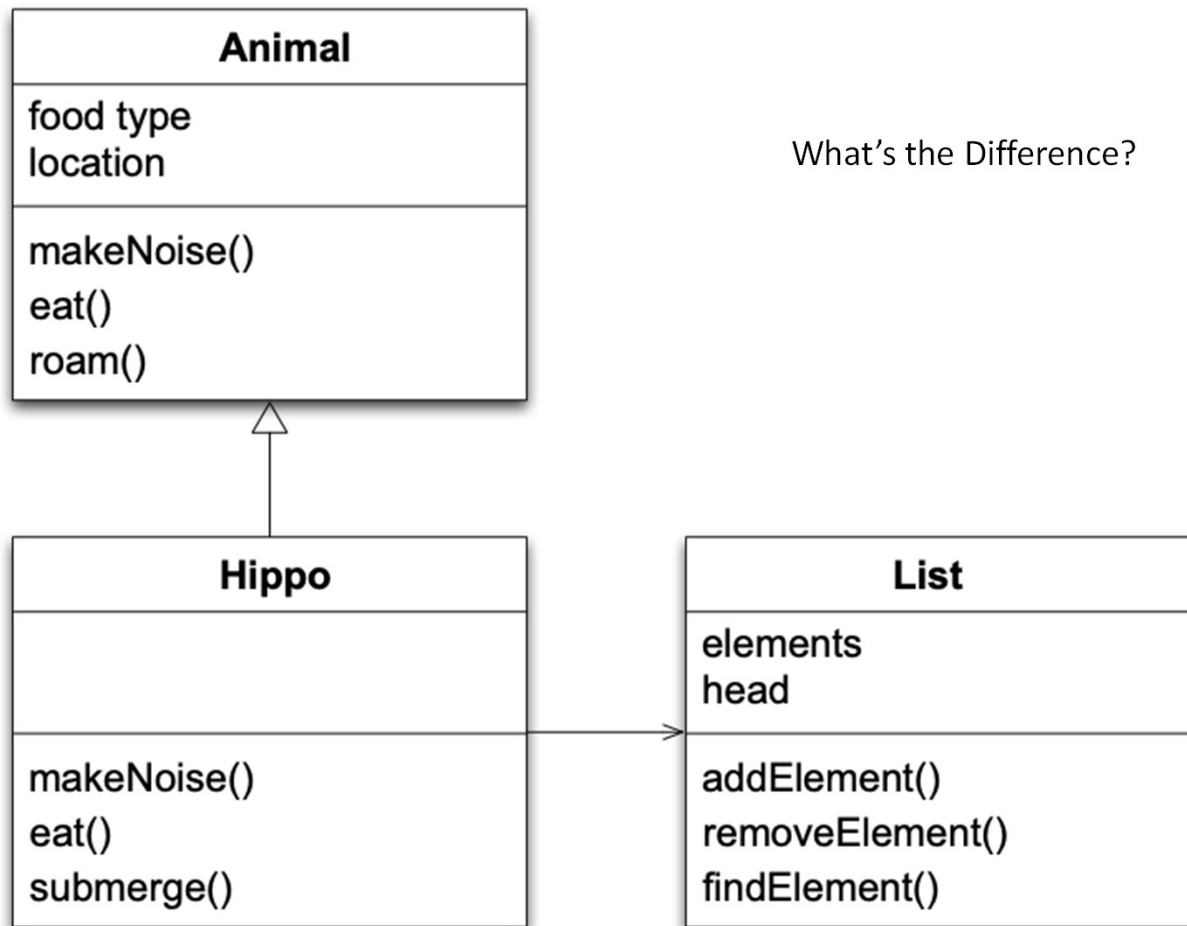 Animal
food type
location
makeNoise()
eat()
roam()
What’s the Difference?
Hippo
makeNoise()
eat()
submerge()
List
elements
head
addElement()
removeElement()
findElement()